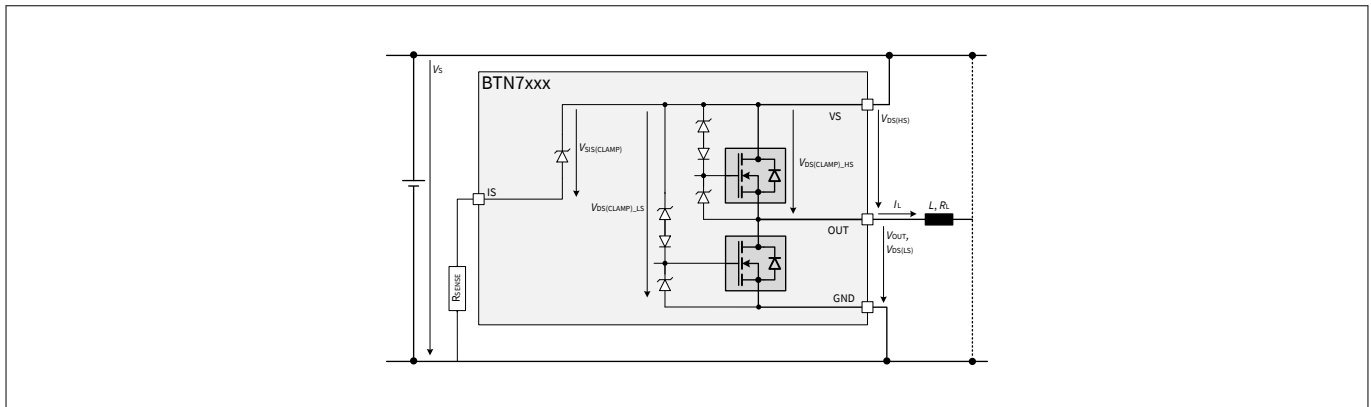 VS
BTN7xxx
VS
VDS(HS)
VSIS(CLAMP)
VDS(CLAMP)_HS
IS
VDS(CLAMP)_LS
IL
L, RL
OUT
VOUT,
VDS(LS)
RSENSE
GND